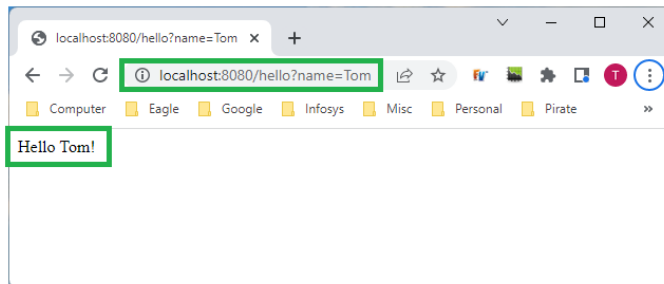 localhost:8080/hello?name=Tom
localhost:8080/hello?name=Tom
T
Computer Eagle Google Infosys Misc Personal Pirate »
Hello Tom!